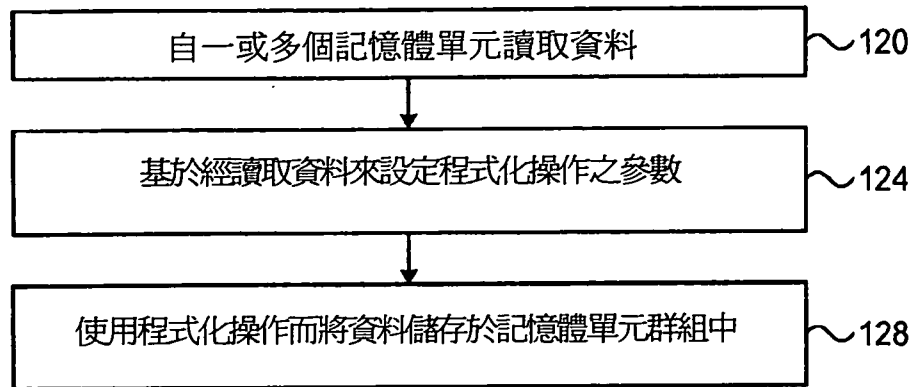 自一或多個記憶體單元讀取資料
120
基於經讀取資料來設定程式化操作之參數
124
使用程式化操作而將資料儲存於記憶體單元群組中
128